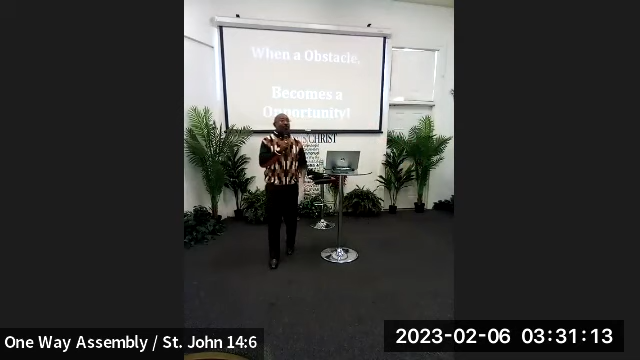 When a Obstacle,
Becomes a
Opportunity!
CHRIST
One Way Assembly / St. John 14:6
2023-02-06 03:31:13